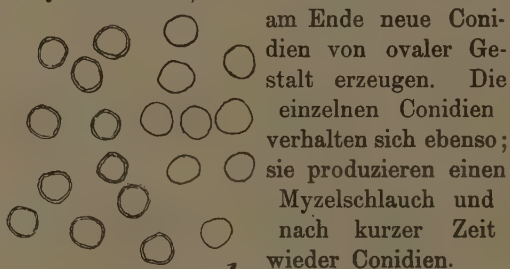 am Ende neue Coni-
dien von ovaler Ge-
stalt erzeugen. Die
einzelnen Conidien
verhalten sich ebenso;
sie produzieren einen
Myzelschlauch und
nach kurzer Zeit
wieder Conidien.